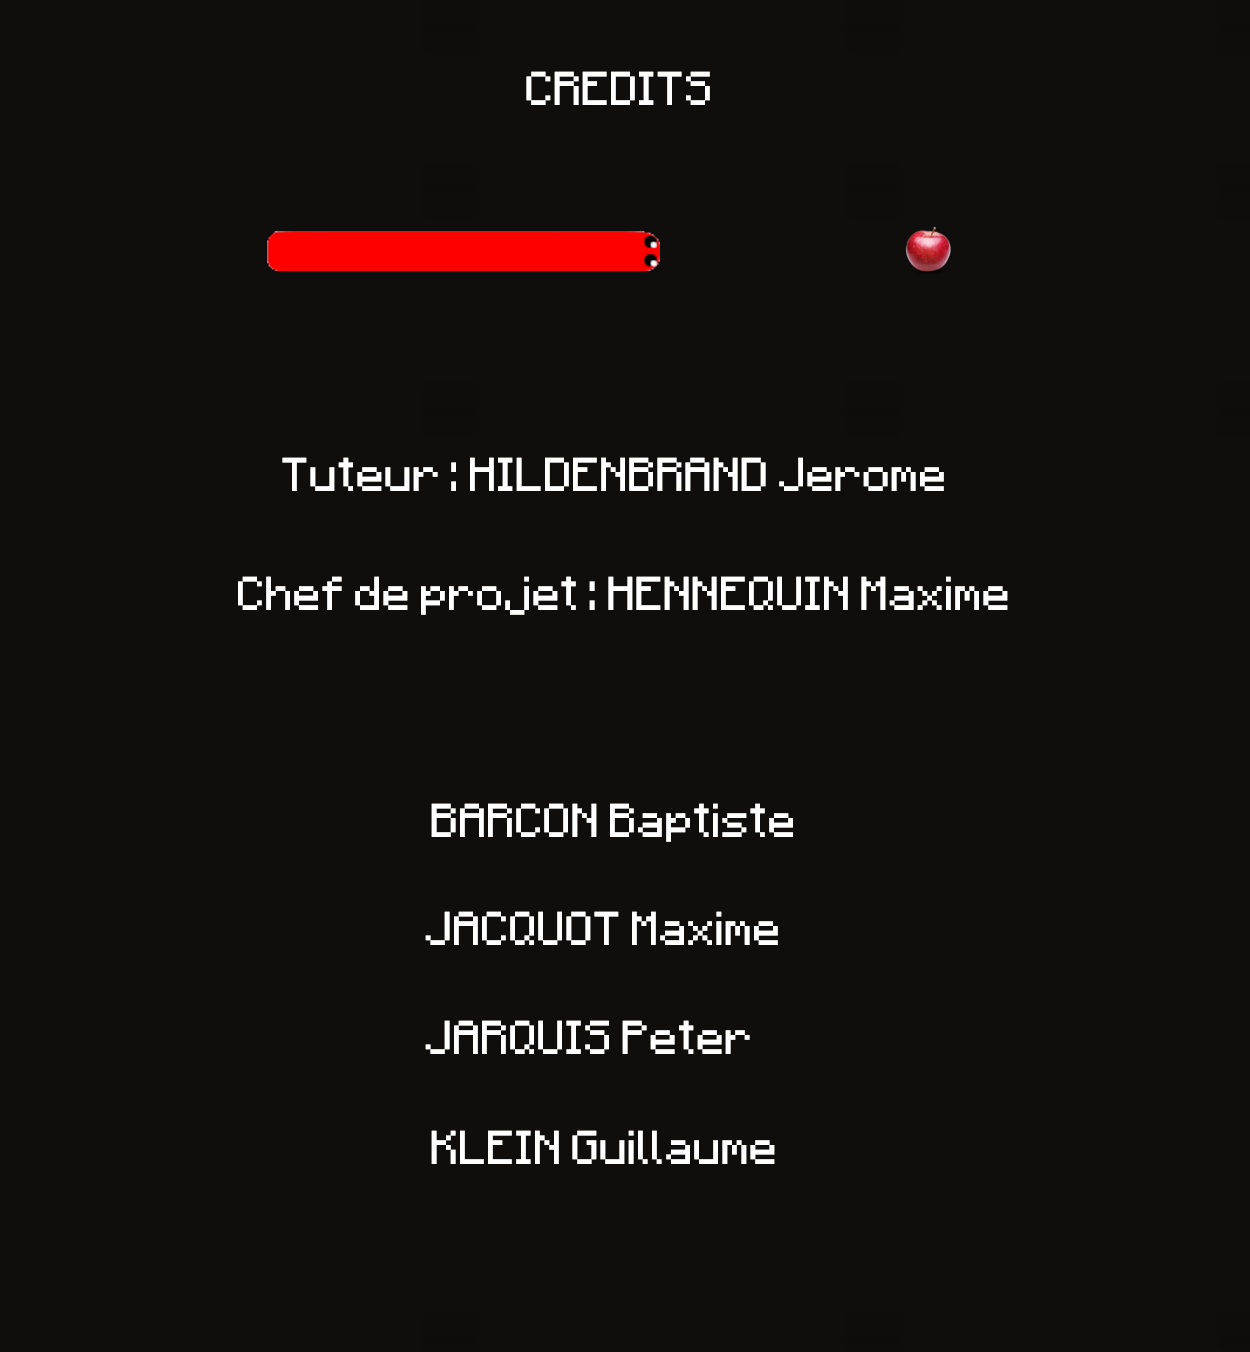 CREDITS
Tuteur : HILDENBRAND Jerome
Chef de projet : HENNEQUIN Maxime
BARCON Baptiste
JACQUOT Maxime
JARQUIS Peter
KLEIN Guillaume